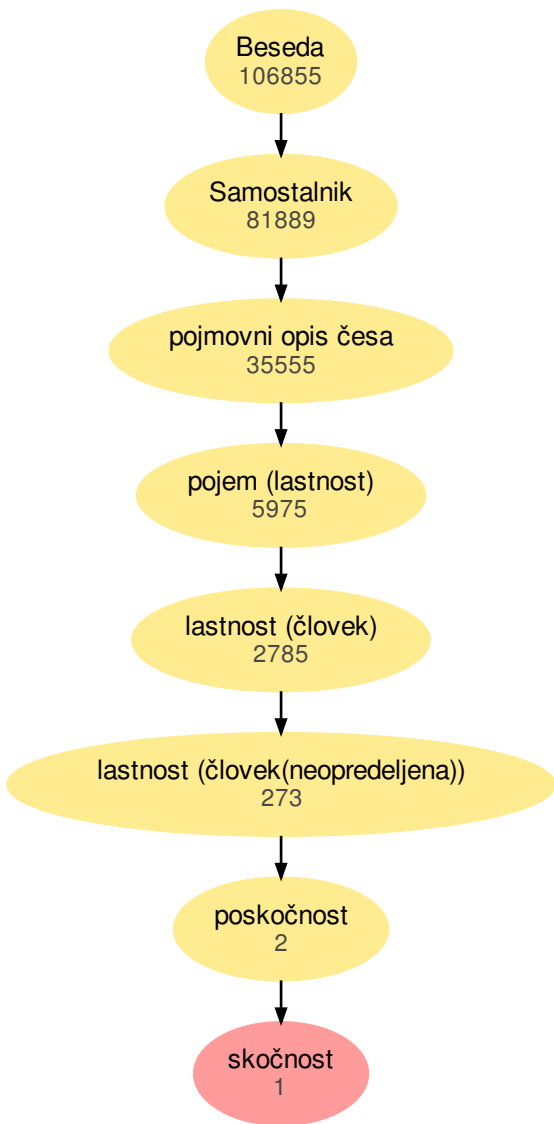 Beseda
106855
Samostalnik
81889
pojmovni opis česa
35555
pojem (lastnost)
5975
lastnost (človek)
2785
lastnost (človek(neopredeljena))
273
poskočnost
2
skočnost
1